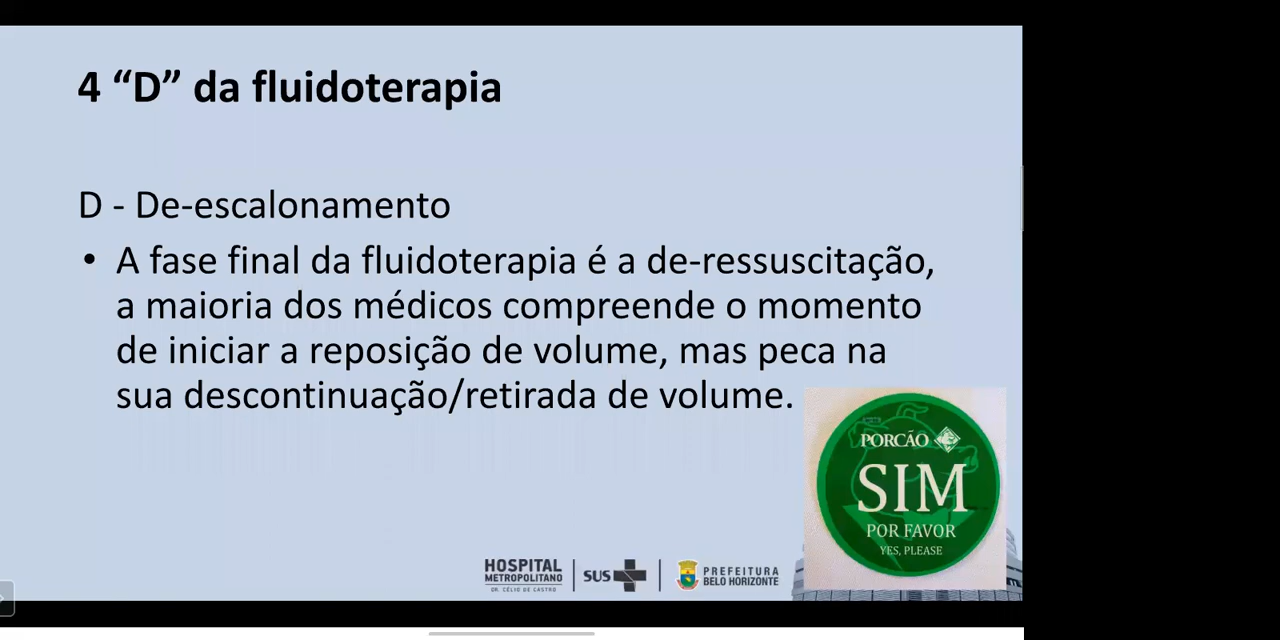 4 “D” da fluidoterapia
D - De-escalonamento
• A fase final da fluidoterapia é a de-ressuscitação,
a maioria dos médicos compreende o momento
de iniciar a reposição de volume, mas peca na
sua descontinuação/retirada de volume.
PORCÃO
SIM
POR FAVOR
YES, PLEASE
HOSPITAL
METROPOLITANO
DR. CÉLIO DE CASTRO
SUS
PREFEITURA
BELO HORIZONTE